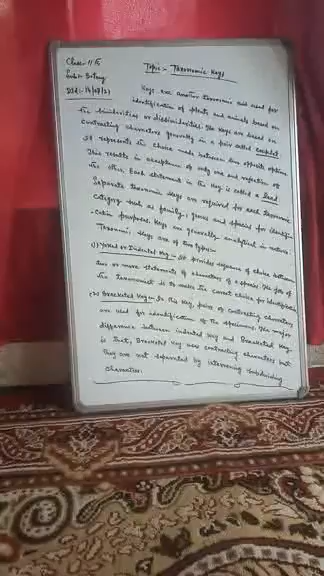 Class - 11 G
Topic - Taxonomic Keys
Sub:- Botany
Keys are another taxonomic aid used for
identification of plants and animals based on
the similarities or dissimilarities. The Keys are based on
contrasting characters generally in a pair called couplet.
It represents the choice made between two opposite options.
This results in acceptance of only one and rejection of
the other. Each statement in the Key is called a lead
Separate taxonomic Keys are required for each taxonomic
category such as family, genus and species for identifi-
-cation purposes. Keys are generally analytical in nature.
Taxonomic Keys are of two types:-
(1) Yoked or Indented Key:- It provides sequence of choice between
two or more statements of characters of a species. The job of
the taxonomist is to make the correct choice for identification
(2) Bracketed Key:- In this Key, pairs of contrasting characters
are used for identification of the specimens. The major
difference between indented Key and Bracketed Key
is that, Bracketed Key uses contrasting characters but
they are not separated by intervening subdividing
characters.